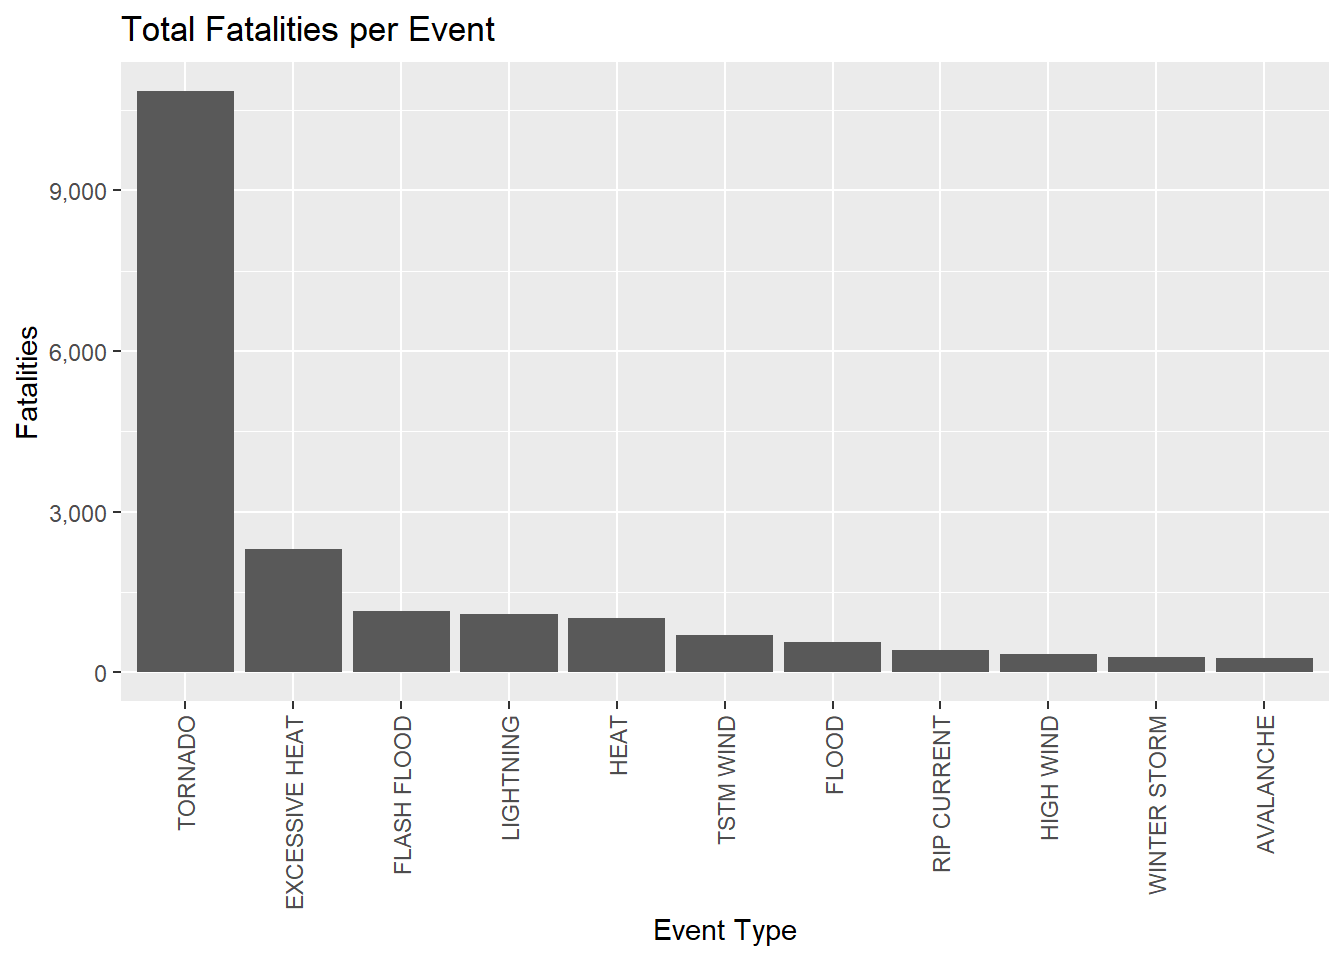 Total Fatalities per Event
Fatalities
9,000
6,000
3,000
0
TORNADO
EXCESSIVE HEAT
FLASH FLOOD
LIGHTNING
HEAT
TSTM WIND
FLOOD
RIP CURRENT
HIGH WIND
WINTER STORM
AVALANCHE
Event Type